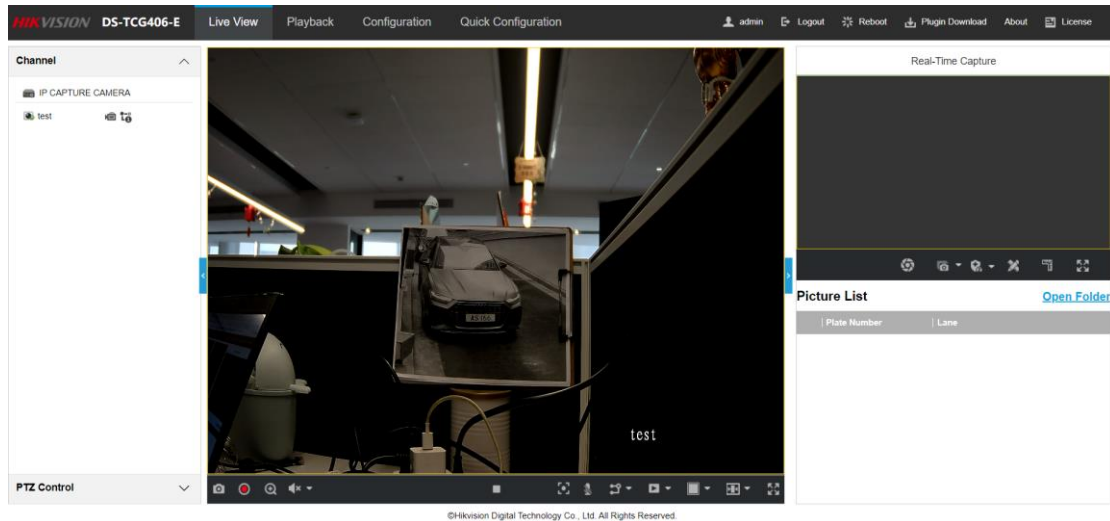 HIKVISION DS-TCG406-E Live View Playback Configuration Quick Configuration admin Logout Reboot Plugin Download About License
Channel
IP CAPTURE CAMERA
test
PTZ Control
test
Real-Time Capture
Picture List Open Folder
Plate Number Lane
©Hikvision Digital Technology Co., Ltd. All Rights Reserved.